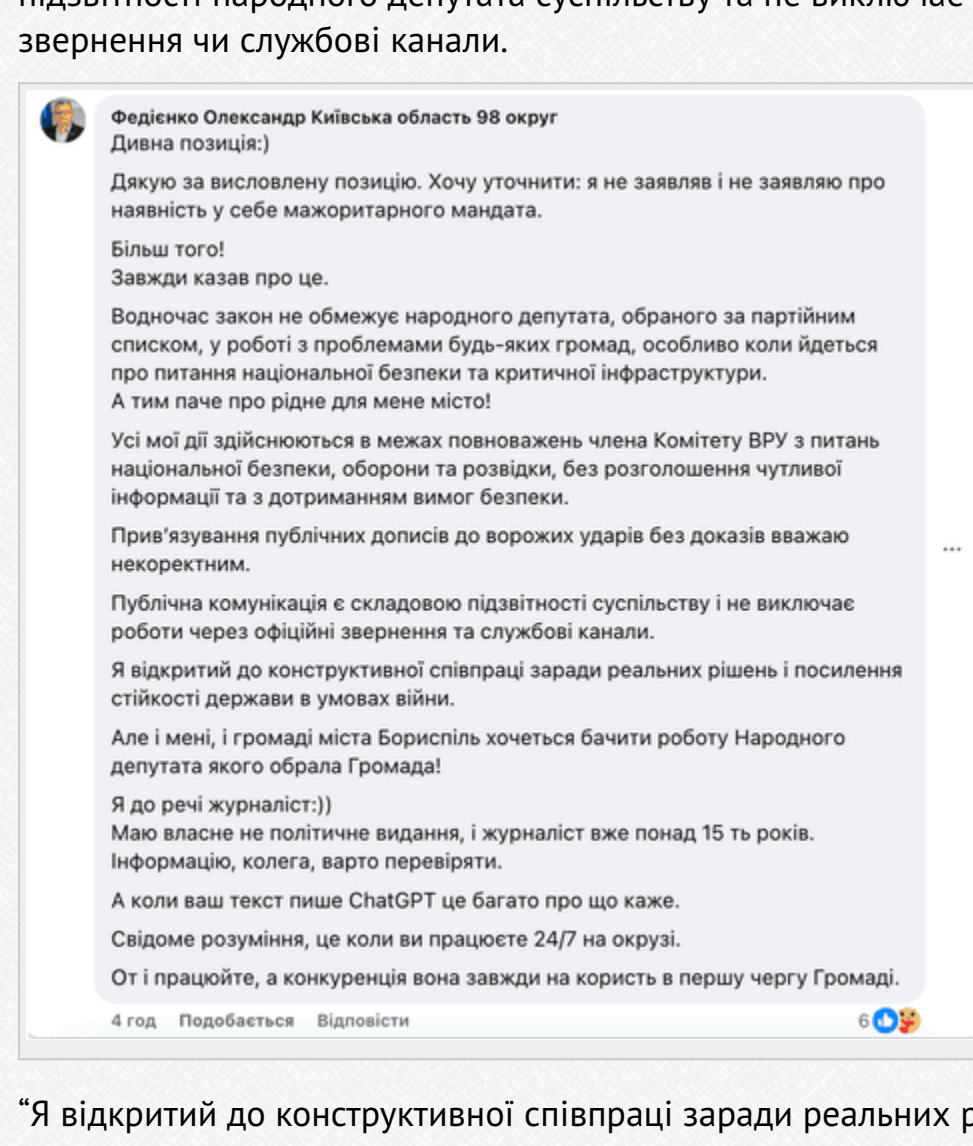 підзвітності народного депутата суспільству та не виключає
звернення чи службові канали.
Федієнко Олександр Київська область 98 округ
Дивна позиція:)
Дякую за висловлену позицію. Хочу уточнити: я не заявляв і не заявляю про
наявність у себе мажоритарного мандата.
Більш того!
Завжди казав про це.
Водночас закон не обмежує народного депутата, обраного за партійним
списком, у роботі з проблемами будь-яких громад, особливо коли йдеться
про питання національної безпеки та критичної інфраструктури.
А тим паче про рідне для мене місто!
Усі мої дії здійснюються в межах повноважень члена Комітету ВРУ з питань
національної безпеки, оборони та розвідки, без розголошення чутливої
інформації та з дотриманням вимог безпеки.
Прив’язування публічних дописів до ворожих ударів без доказів вважаю
некоректним.
Публічна комунікація є складовою підзвітності суспільству і не виключає
роботи через офіційні звернення та службові канали.
Я відкритий до конструктивної співпраці заради реальних рішень і посилення
стійкості держави в умовах війни.
Але і мені, і громаді міста Бориспіль хочеться бачити роботу Народного
депутата якого обрала Громада!
Я до речі журналіст:))
Маю власне не політичне видання, і журналіст вже понад 15 ть років.
Інформацію, колега, варто перевіряти.
А коли ваш текст пише ChatGPT це багато про що каже.
Свідоме розуміння, це коли ви працюєте 24/7 на окрузі.
От і працюйте, а конкуренція вона завжди на користь в першу чергу Громаді.
4 год Подобається Відповісти 6
“Я відкритий до конструктивної співпраці заради реальних